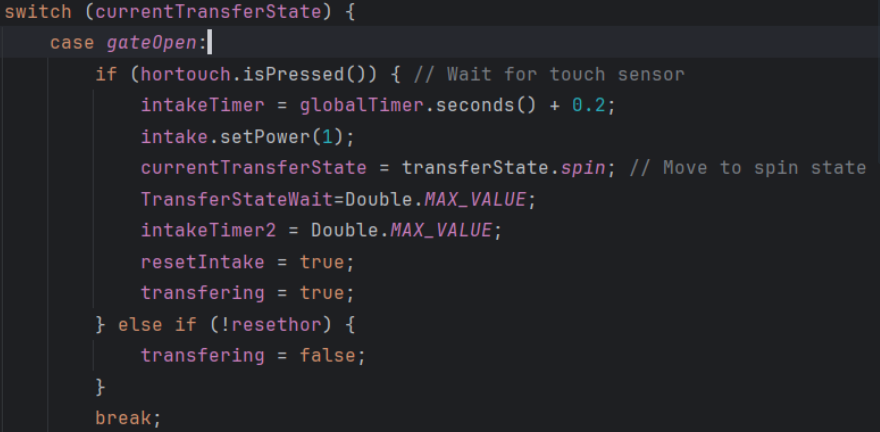 switch (currentTransferState) {
    case gateOpen:
        if (hortouch.isPressed()) { // Wait for touch sensor
            intakeTimer = globalTimer.seconds() + 0.2;
            intake.setPower(1);
            currentTransferState = transferState.spin; // Move to spin state
            TransferStateWait=Double.MAX_VALUE;
            intakeTimer2 = Double.MAX_VALUE;
            resetIntake = true;
            transfering = true;
        } else if (!resethor) {
            transfering = false;
        }
        break;